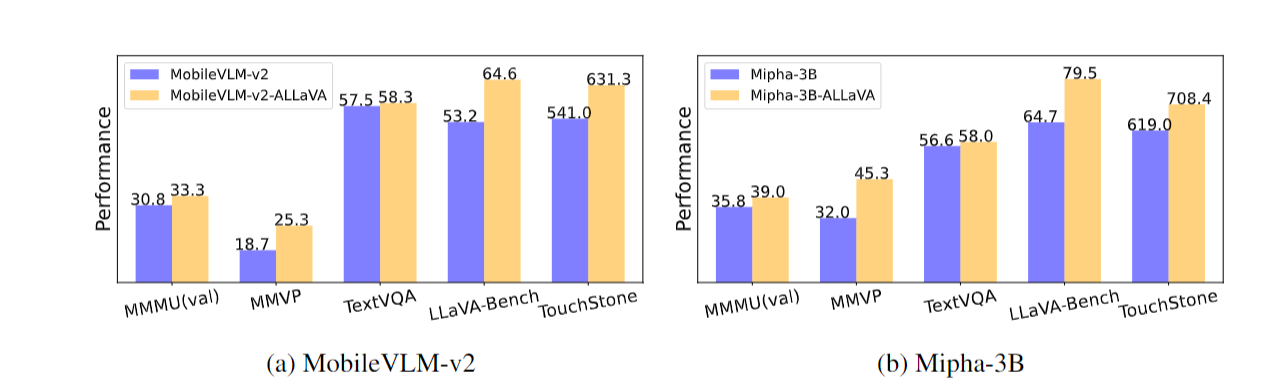 Performance
MobileVLM-v2
MobileVLM-v2-ALLaVA
30.8
33.3
18.7
25.3
57.5
58.3
53.2
64.6
541.0
631.3
MMMU(val)
MMVP
TextVQA
LLaVA-Bench
TouchStone
(a) MobileVLM-v2
Performance
Mipha-3B
Mipha-3B-ALLaVA
35.8
39.0
32.0
45.3
56.6
58.0
64.7
79.5
619.0
708.4
MMMU(val)
MMVP
TextVQA
LLaVA-Bench
TouchStone
(b) Mipha-3B